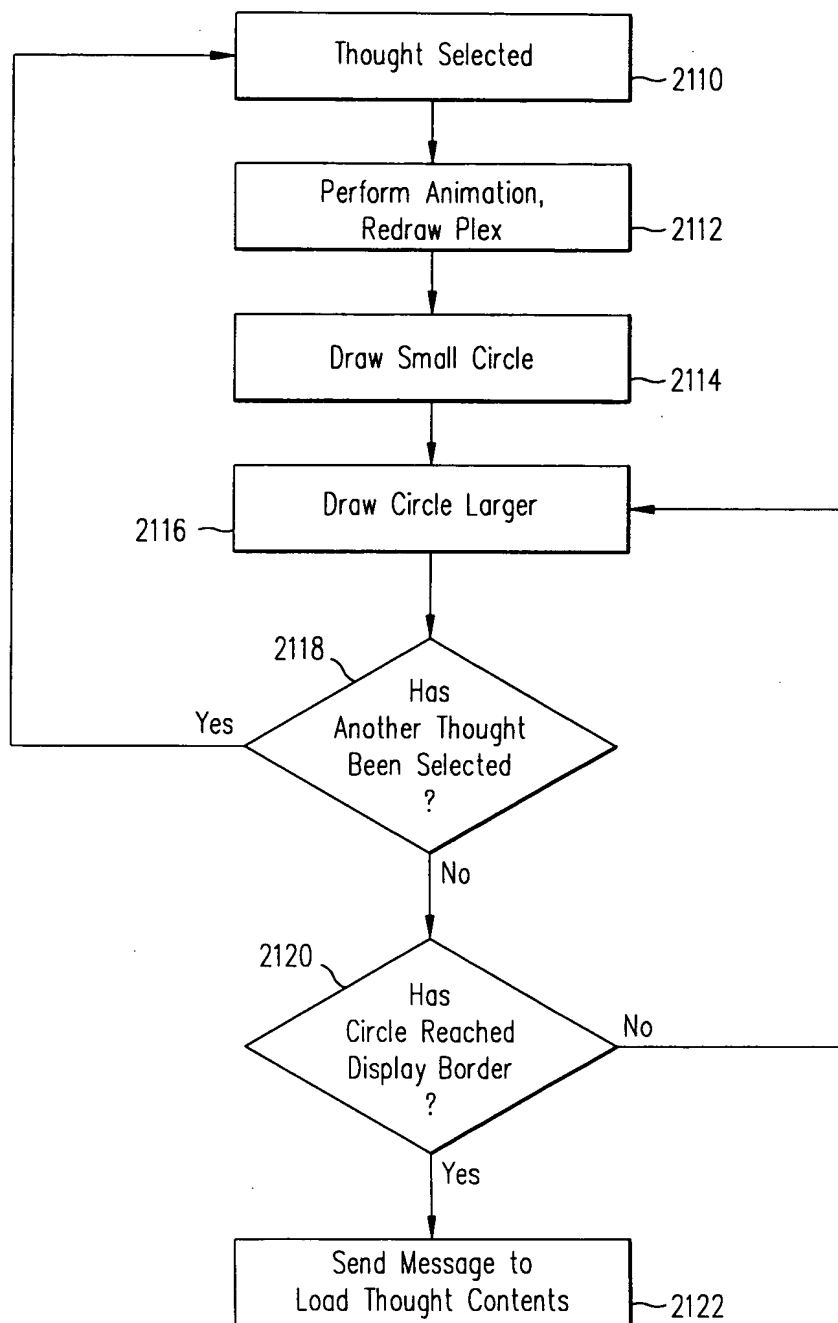 Thought Selected
2110
Perform Animation,
Redraw Plex
2112
Draw Small Circle
2114
Draw Circle Larger
2116
2118
Has
Another Thought
Been Selected
?
Yes
No
2120
Has
Circle Reached
Display Border
?
No
Yes
Send Message to
Load Thought Contents
2122